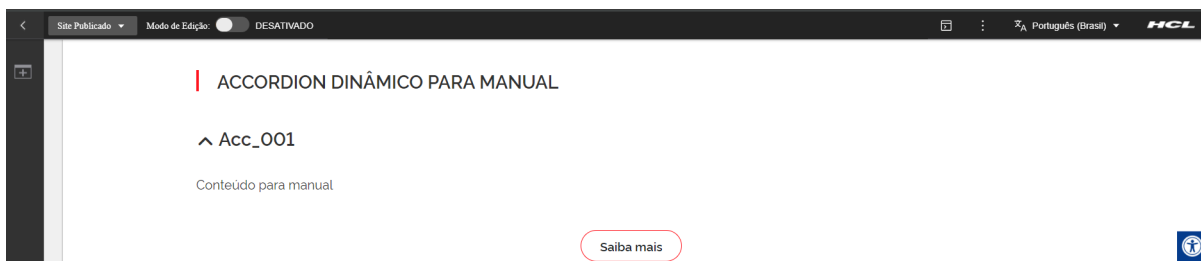 Site Publicado Modo de Edição: DESATIVADO Português (Brasil) HCL
ACCORDION DINÂMICO PARA MANUAL
Acc_001
Conteúdo para manual
Saiba mais